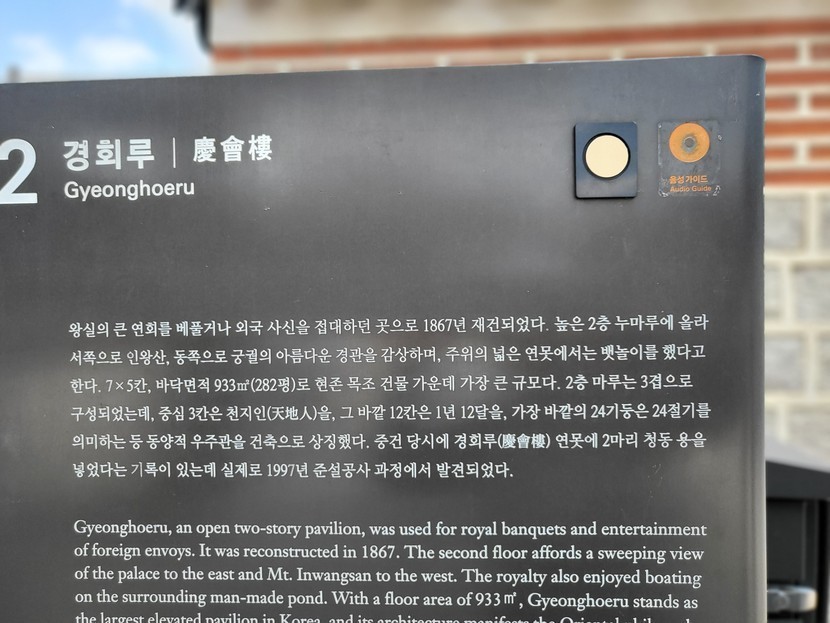 2 경회루 | 慶會樓
Gyeonghoeru
음성가이드
Audio Guide
왕실의 큰 연회를 베풀거나 외국 사신을 접대하던 곳으로 1867년 재건되었다. 높은 2층 누마루에 올라
서쪽으로 인왕산, 동쪽으로 궁궐의 아름다운 경관을 감상하며, 주위의 넓은 연못에서는 뱃놀이를 했다고
한다. 7×5칸, 바닥면적 933㎡(282평)로 현존 목조 건물 가운데 가장 큰 규모다. 2층 마루는 3겹으로
구성되었는데, 중심 3칸은 천지인(天地人)을, 그 바깥 12칸은 1년 12달을, 가장 바깥의 24기둥은 24절기를
의미하는 등 동양적 우주관을 건축으로 상징했다. 중건 당시에 경회루(慶會樓) 연못에 2마리 청동 용을
넣었다는 기록이 있는데 실제로 1997년 준설공사 과정에서 발견되었다.
Gyeonghoeru, an open two-story pavilion, was used for royal banquets and entertainment
of foreign envoys. It was reconstructed in 1867. The second floor affords a sweeping view
of the palace to the east and Mt. Inwangsan to the west. The royalty also enjoyed boating
on the surrounding man-made pond. With a floor area of 933㎡, Gyeonghoeru stands as
the largest elevated pavilion in Korea, and its architecture manifests the